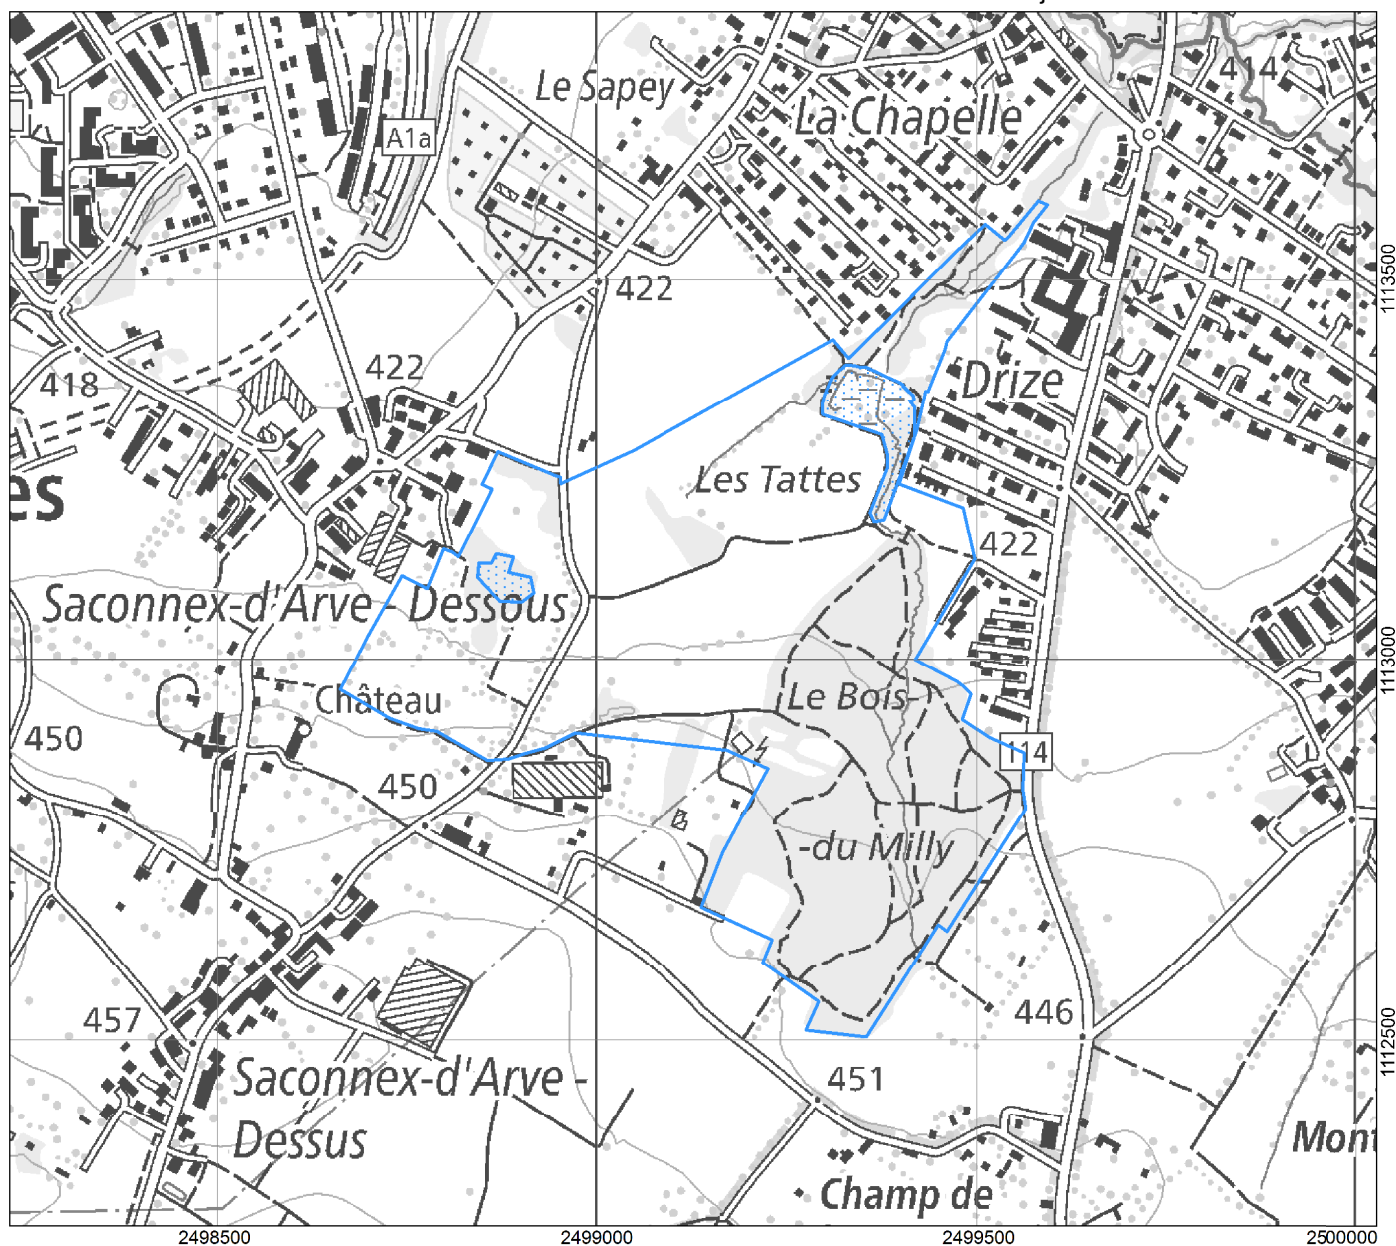 Le Sapey
La Chapelle
414
A1a
422
1113500
418
422
Drize
es
Les Tattes
422
Saconnex-d'Arve - Dessous
1113000
Château
Le Bois-
450
114
450
-du Milly
457
446
1112500
Saconnex-d'Arve -
Dessus
451
Mont
Champ de
2498500
2499000
2499500
2500000